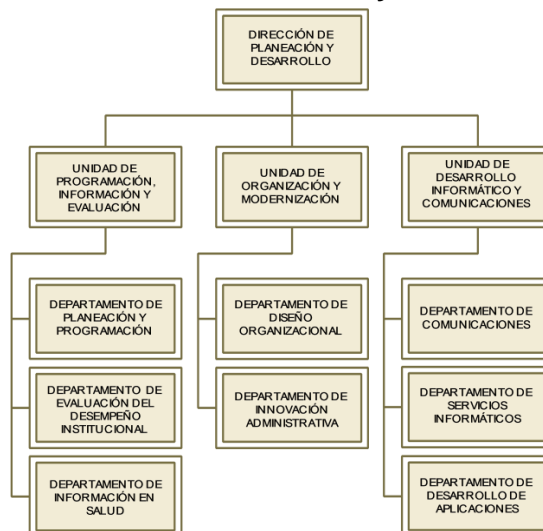 DIRECCIÓN DE
PLANEACIÓN Y
DESARROLLO
UNIDAD DE
PROGRAMACIÓN,
INFORMACIÓN Y
EVALUACIÓN
UNIDAD DE
ORGANIZACIÓN Y
MODERNIZACIÓN
UNIDAD DE
DESARROLLO
INFORMÁTICO Y
COMUNICACIONES
DEPARTAMENTO DE
PLANEACIÓN Y
PROGRAMACIÓN
DEPARTAMENTO DE
EVALUACIÓN DEL
DESEMPEÑO
INSTITUCIONAL
DEPARTAMENTO DE
INFORMACIÓN EN
SALUD
DEPARTAMENTO DE
DISEÑO
ORGANIZACIONAL
DEPARTAMENTO DE
INNOVACIÓN
ADMINISTRATIVA
DEPARTAMENTO DE
COMUNICACIONES
DEPARTAMENTO DE
SERVICIOS
INFORMÁTICOS
DEPARTAMENTO DE
DESARROLLO DE
APLICACIONES